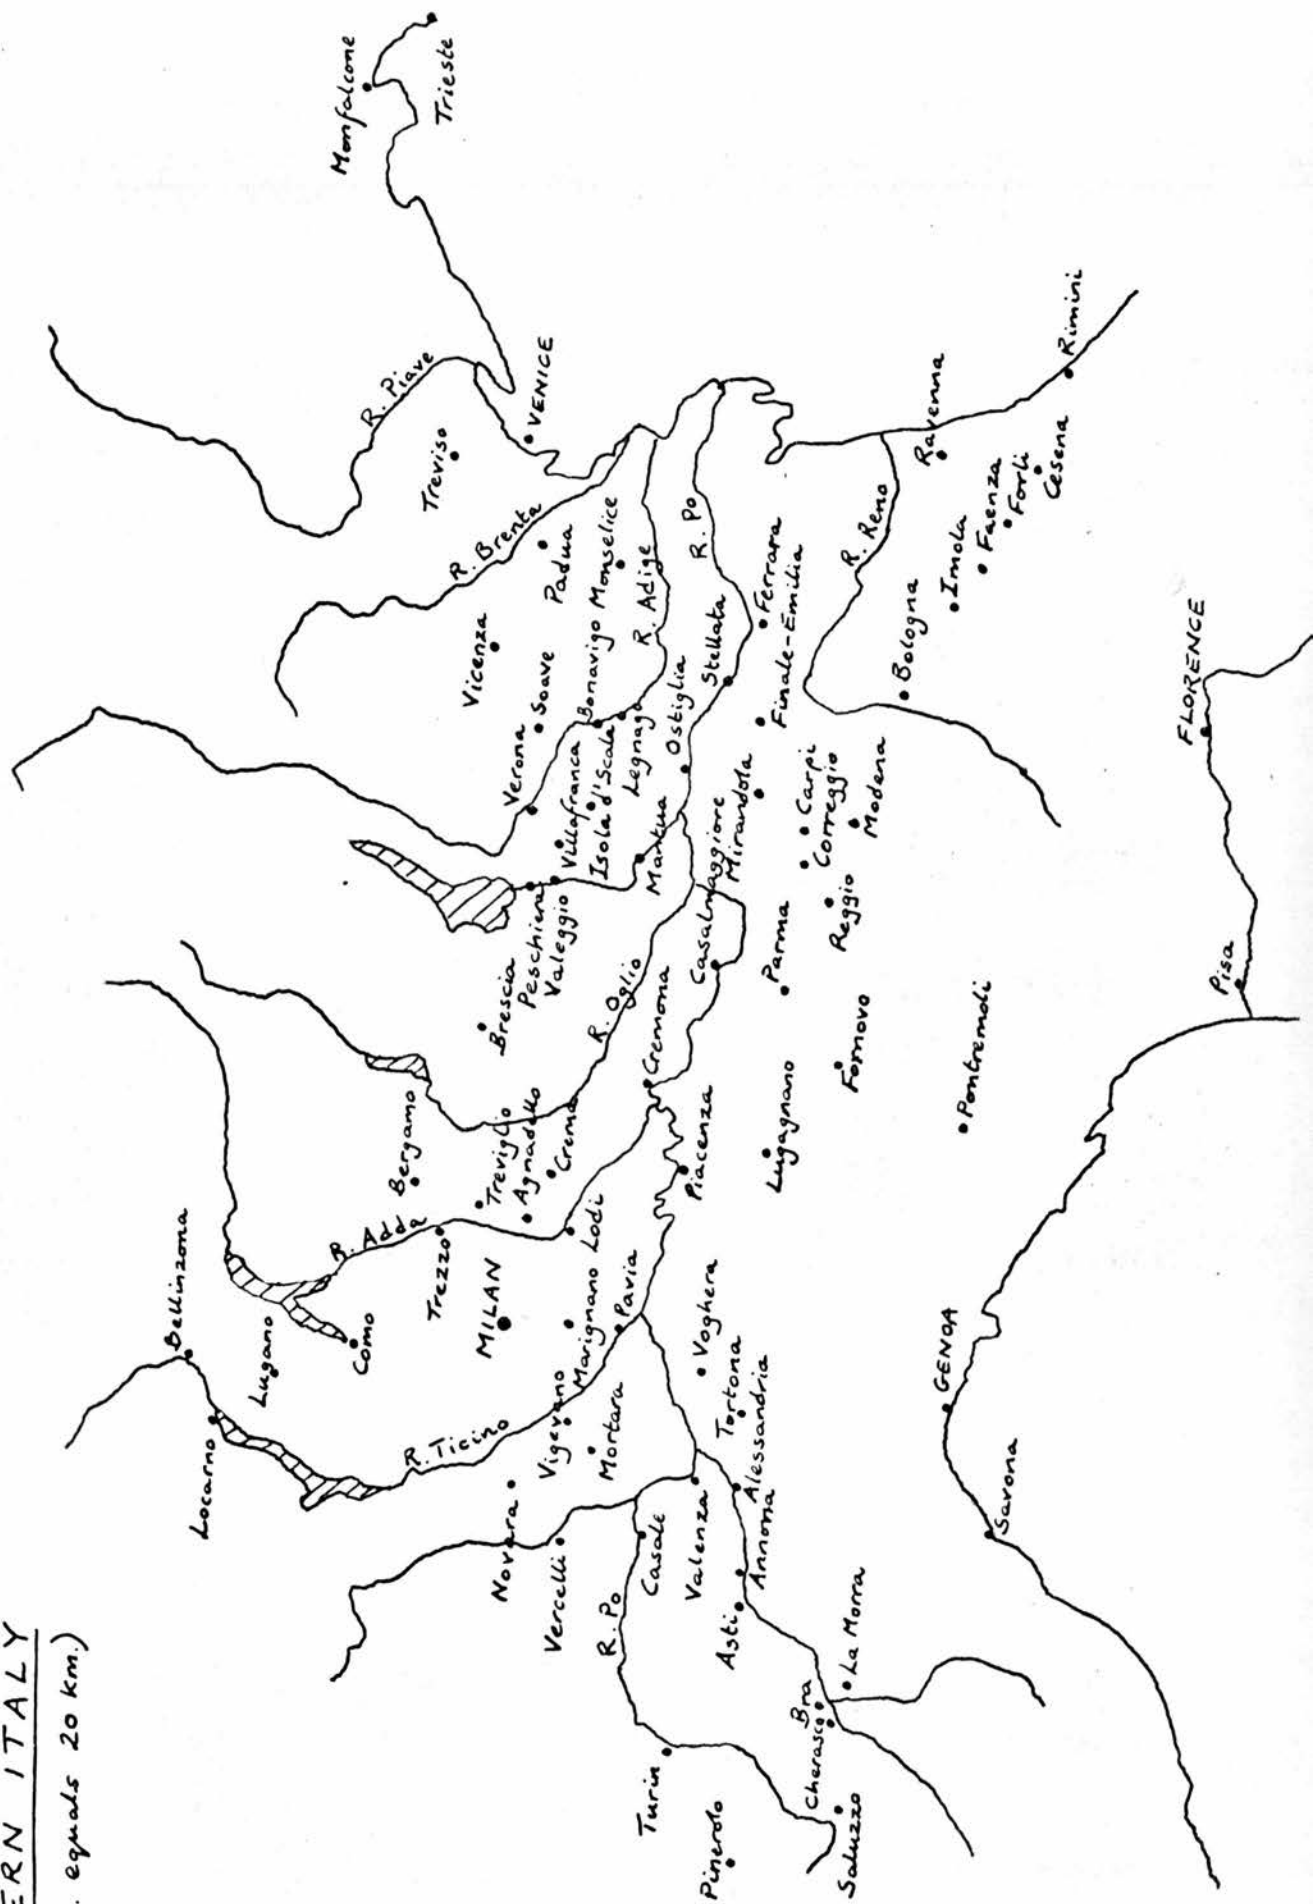 ERN ITALY
. equals 20 km.)
Bellinzona
Locarno
Lugano
Como
R. Adda
Bergamo
Trezzo
MILAN
R. Ticino
Novara
Vercelli
Vigevano
Mortara
Marignano
Lodi
Pavia
Treviglio
Agnadello
Crema
Brescia
Peschiera
Valeggio
R. Oglio
Cremona
Casalmaggiore
Piacenza
Verona
Soave
Vicenza
Villafranca
Isola d'Scala
Bonavigo
Legnago
Monselice
Padua
R. Brenta
Treviso
R. Piave
VENICE
Monfalcone
Trieste
Mantua
Ostiglia
Stellata
R. Adige
R. Po
Ferrara
Finale-Emilia
Mirandola
Carpi
Correggio
Modena
Reggio
Parma
Fornovo
Lugagnano
Pontremoli
Bologna
R. Reno
Imola
Faenza
Forli
Cesena
Ravenna
Rimini
FLORENCE
Pisa
GENOA
Savona
Voghera
Tortona
Alessandria
Annona
Asti
Valenza
Casale
R. Po
Turin
Pinerolo
Saluzzo
Cherasco
Bra
La Morra